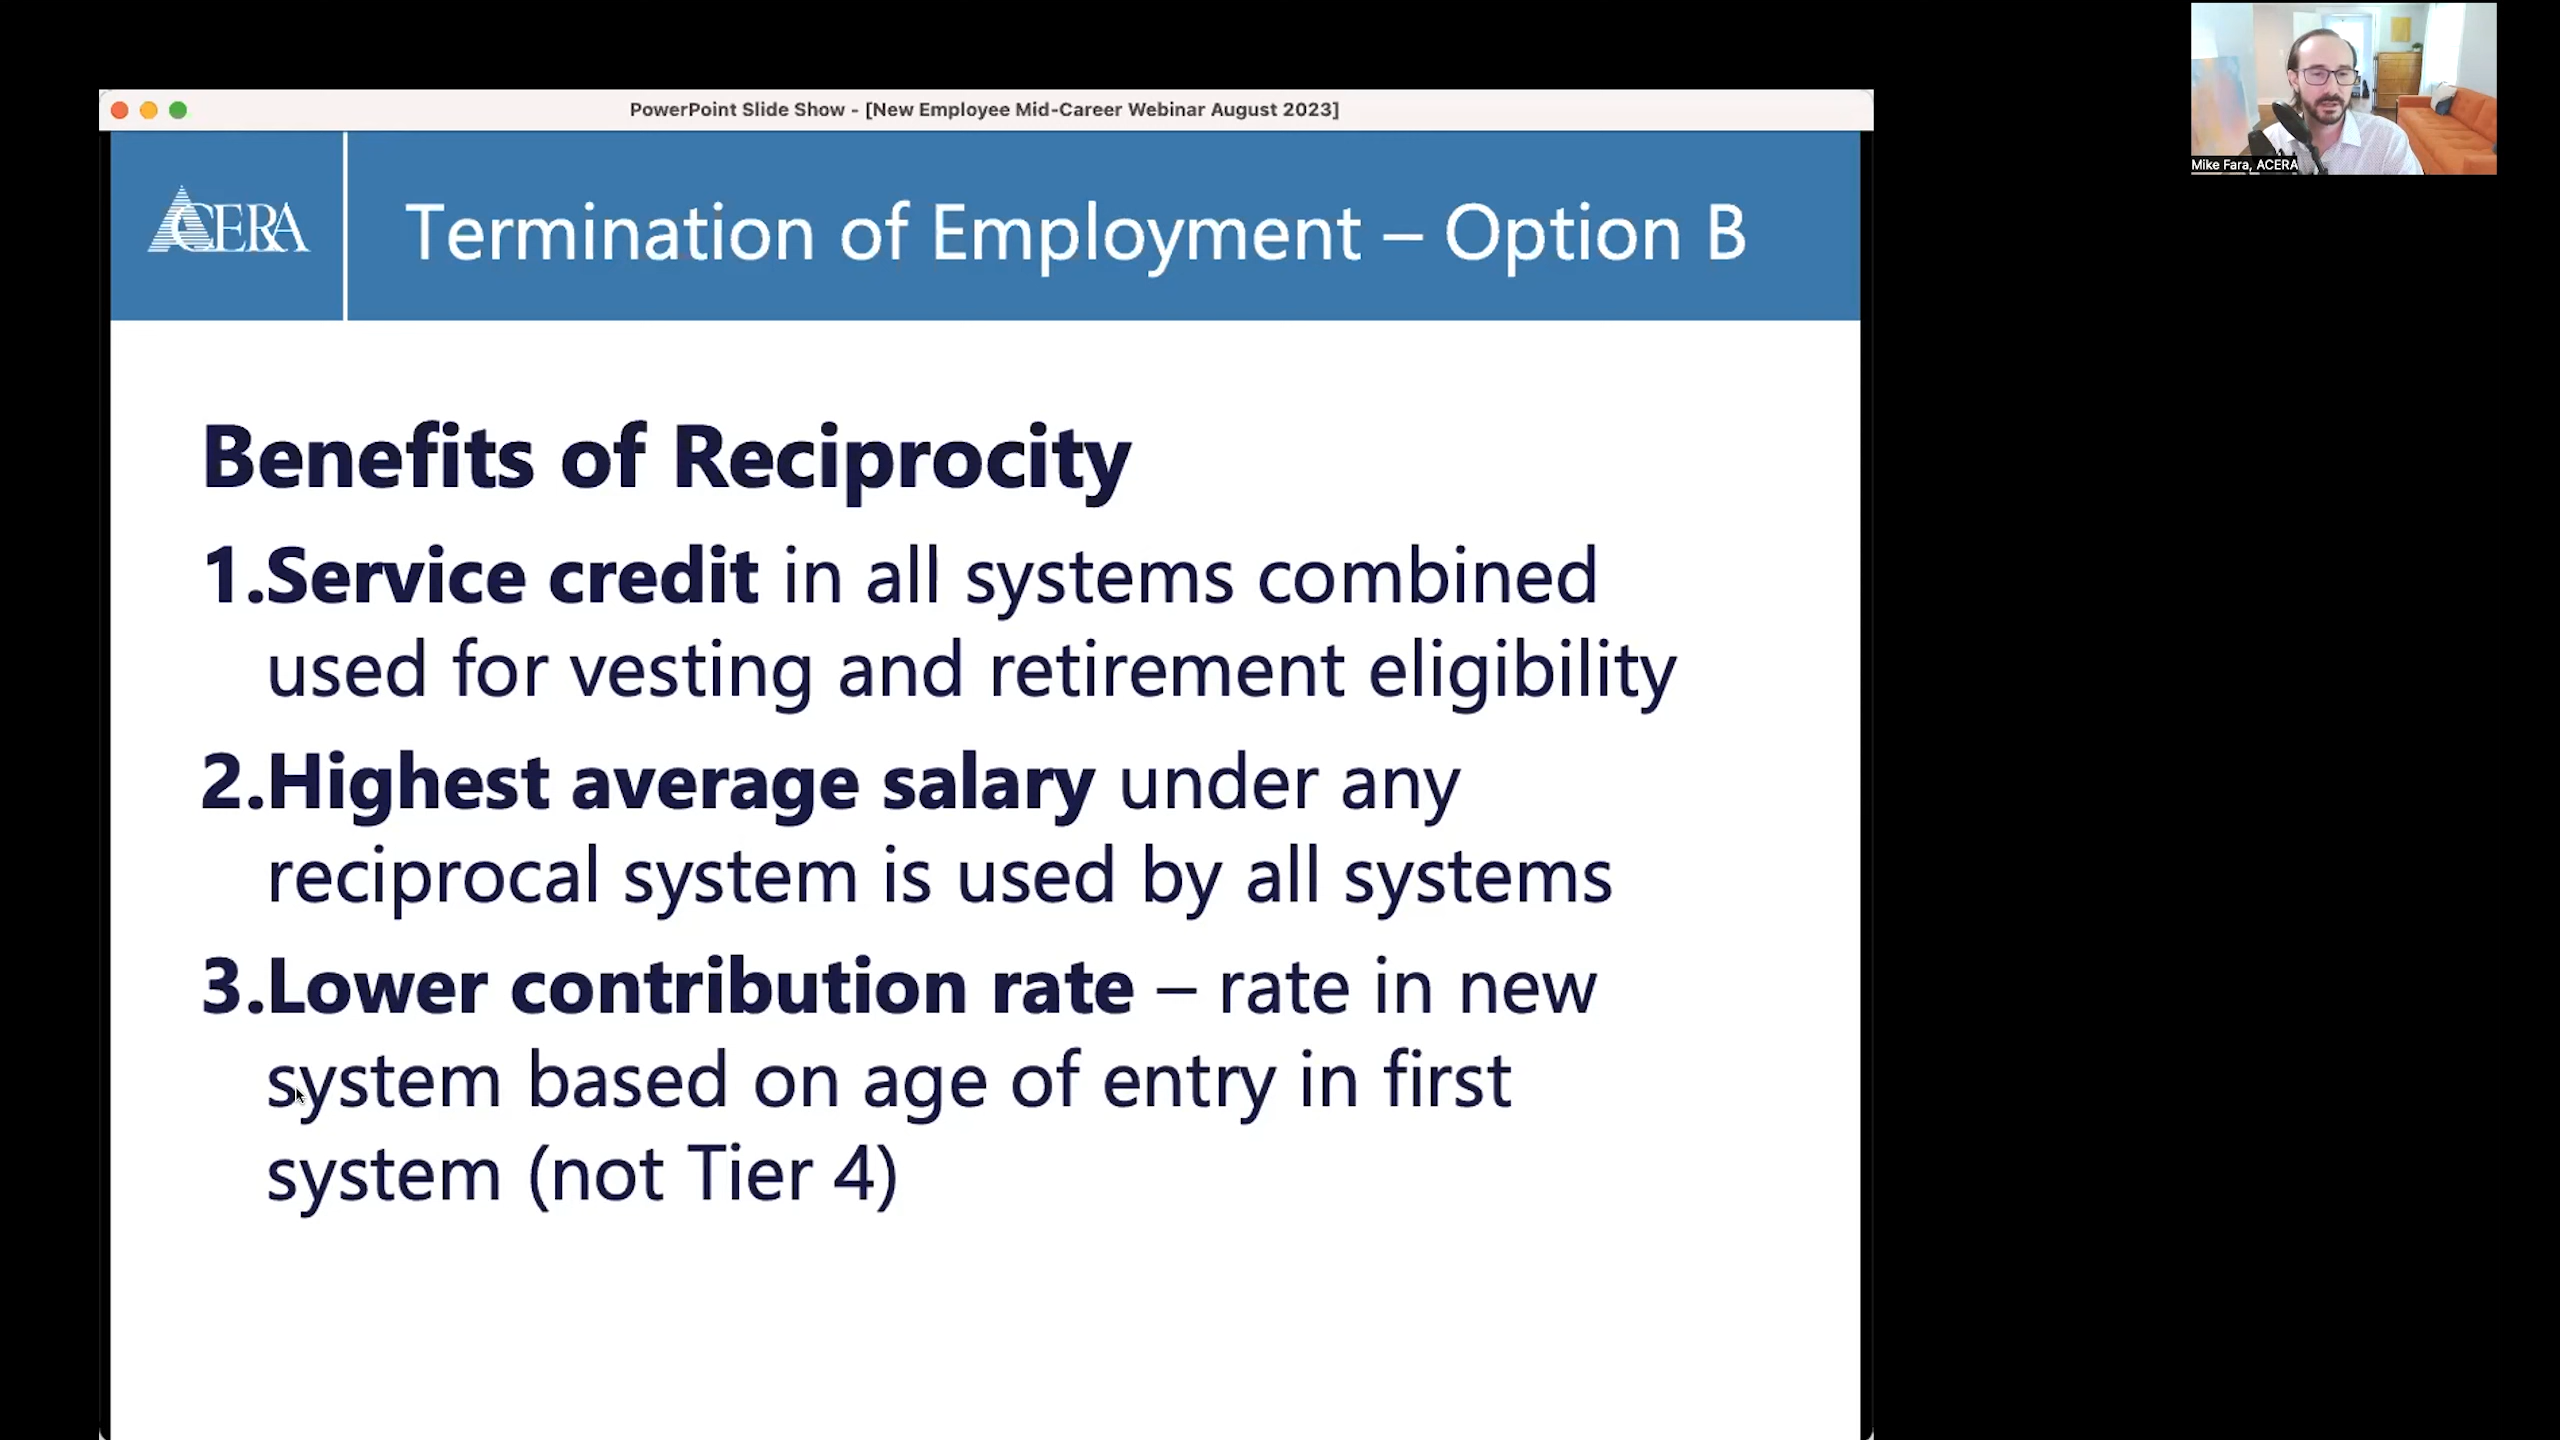 PowerPoint Slide Show - [New Employee Mid-Career Webinar August 2023]
Mike Fara, ACERA
ACERA
Termination of Employment – Option B
Benefits of Reciprocity
1.Service credit in all systems combined
used for vesting and retirement eligibility
2.Highest average salary under any
reciprocal system is used by all systems
3.Lower contribution rate – rate in new
system based on age of entry in first
system (not Tier 4)